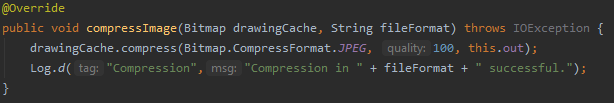 @Override
public void compressImage(Bitmap drawingCache, String fileFormat) throws IOException {
drawingCache.compress(Bitmap.CompressFormat.JPEG, quality: 100, this.out);
Log.d( tag: "Compression", msg: "Compression in " + fileFormat + " successful.");
}